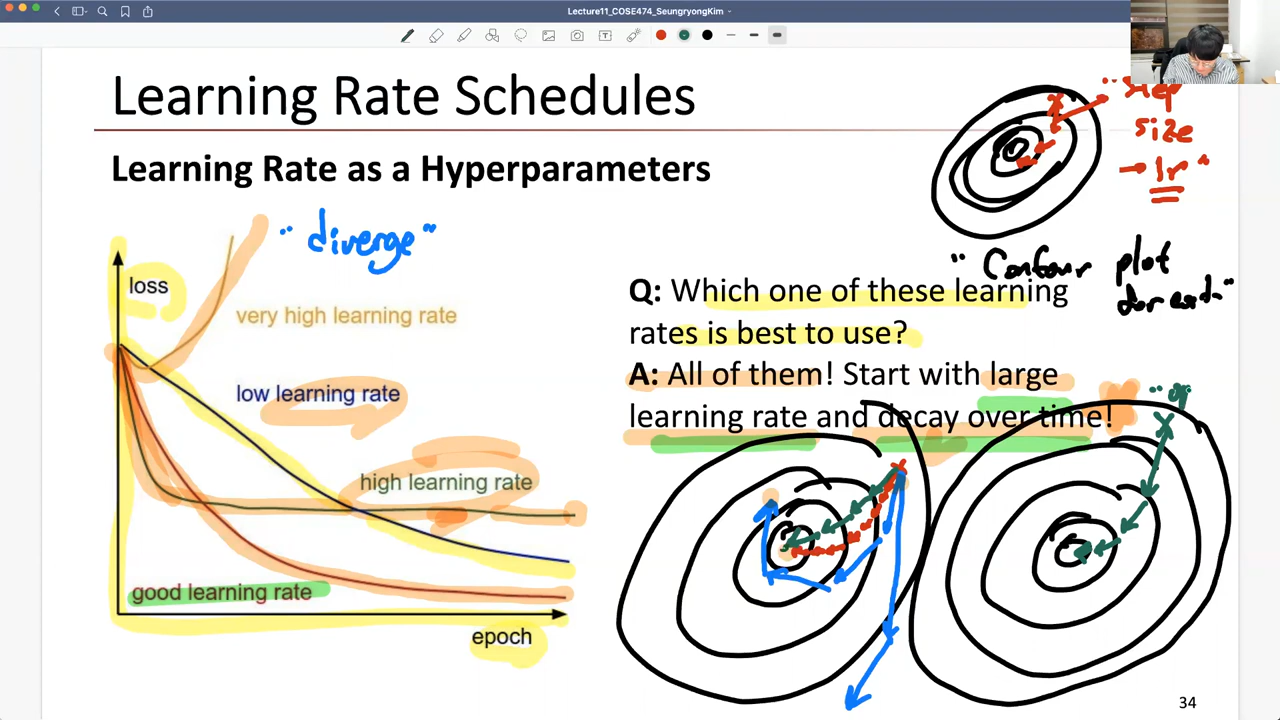 Lecture11_COSE474_SeungryongKim
Learning Rate Schedules
"step
size
→ lr"
Learning Rate as a Hyperparameters
"diverge"
"Contour plot
loss
very high learning rate
low learning rate
high learning rate
good learning rate
epoch
Q: Which one of these learning
rates is best to use?
A: All of them! Start with large
learning rate and decay over time!
34